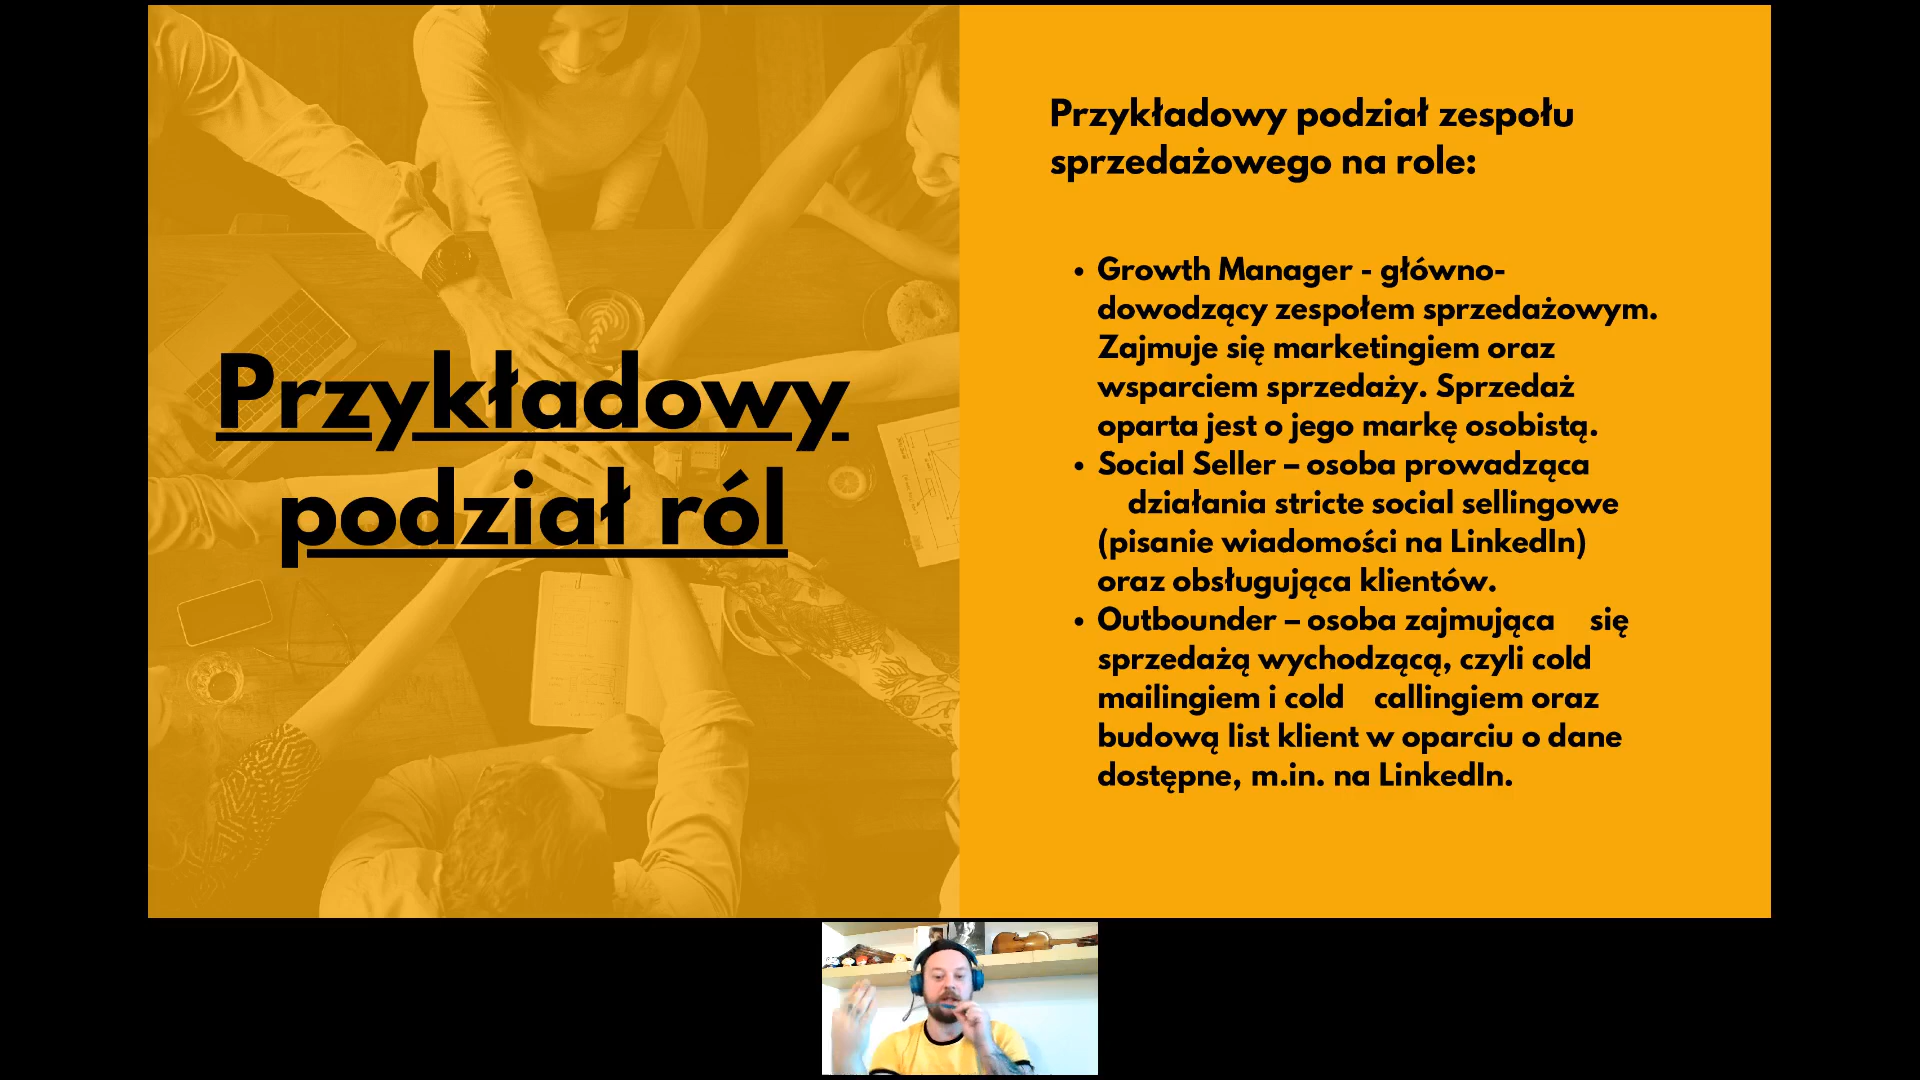 Przykładowy
podział ról
Przykładowy podział zespołu
sprzedażowego na role:
• Growth Manager - główno-
dowodzący zespołem sprzedażowym.
Zajmuje się marketingiem oraz
wsparciem sprzedaży. Sprzedaż
oparta jest o jego markę osobistą.
• Social Seller – osoba prowadząca
działania stricte social sellingowe
(pisanie wiadomości na LinkedIn)
oraz obsługująca klientów.
• Outbounder – osoba zajmująca się
sprzedażą wychodzącą, czyli cold
mailingiem i cold callingiem oraz
budową list klient w oparciu o dane
dostępne, m.in. na LinkedIn.